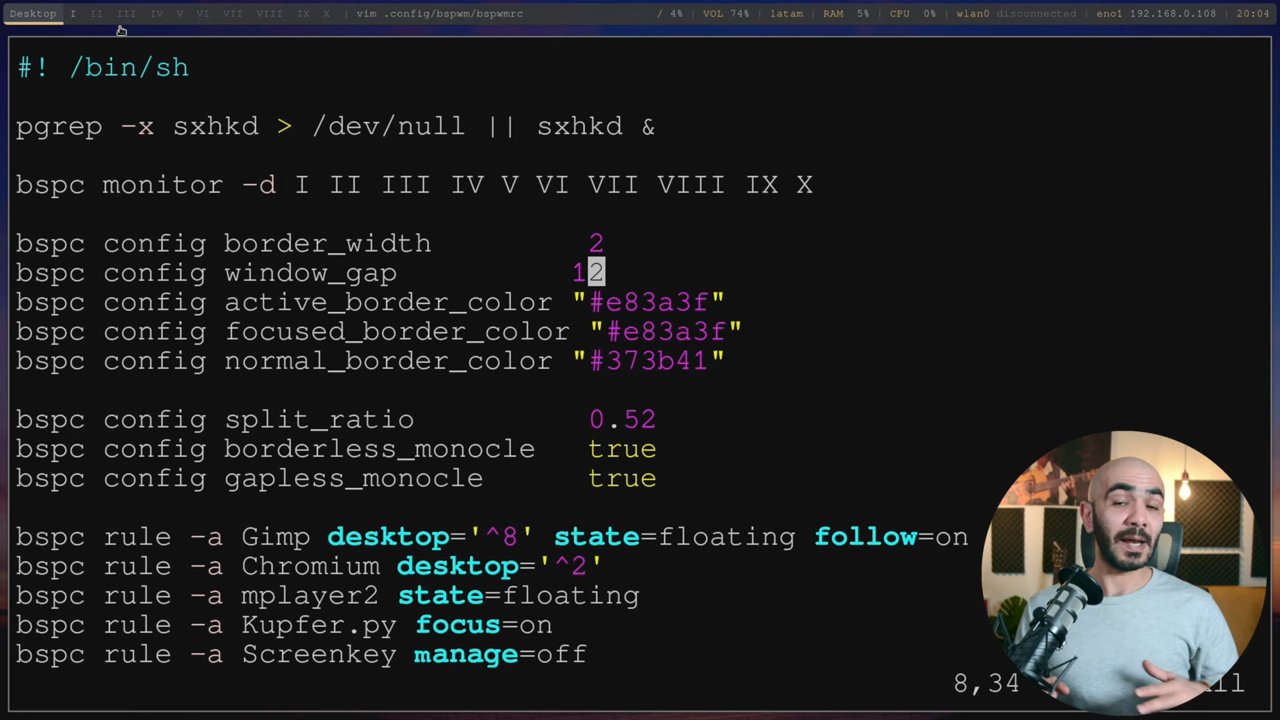 Desktop I II III IV V VI VII VIII IX X | vim .config/bspwm/bspwmrc / 4% | VOL 74% | latam | RAM 5% | CPU 0% | wlan0 disconnected | eno1 192.168.0.108 | 20:04
#! /bin/sh
pgrep -x sxhkd > /dev/null || sxhkd &
bspc monitor -d I II III IV V VI VII VIII IX X
bspc config border_width 2
bspc config window_gap 12
bspc config active_border_color "#e83a3f"
bspc config focused_border_color "#e83a3f"
bspc config normal_border_color "#373b41"
bspc config split_ratio 0.52
bspc config borderless_monocle true
bspc config gapless_monocle true
bspc rule -a Gimp desktop='^8' state=floating follow=on
bspc rule -a Chromium desktop='^2'
bspc rule -a mplayer2 state=floating
bspc rule -a Kupfer.py focus=on
bspc rule -a Screenkey manage=off
8,34